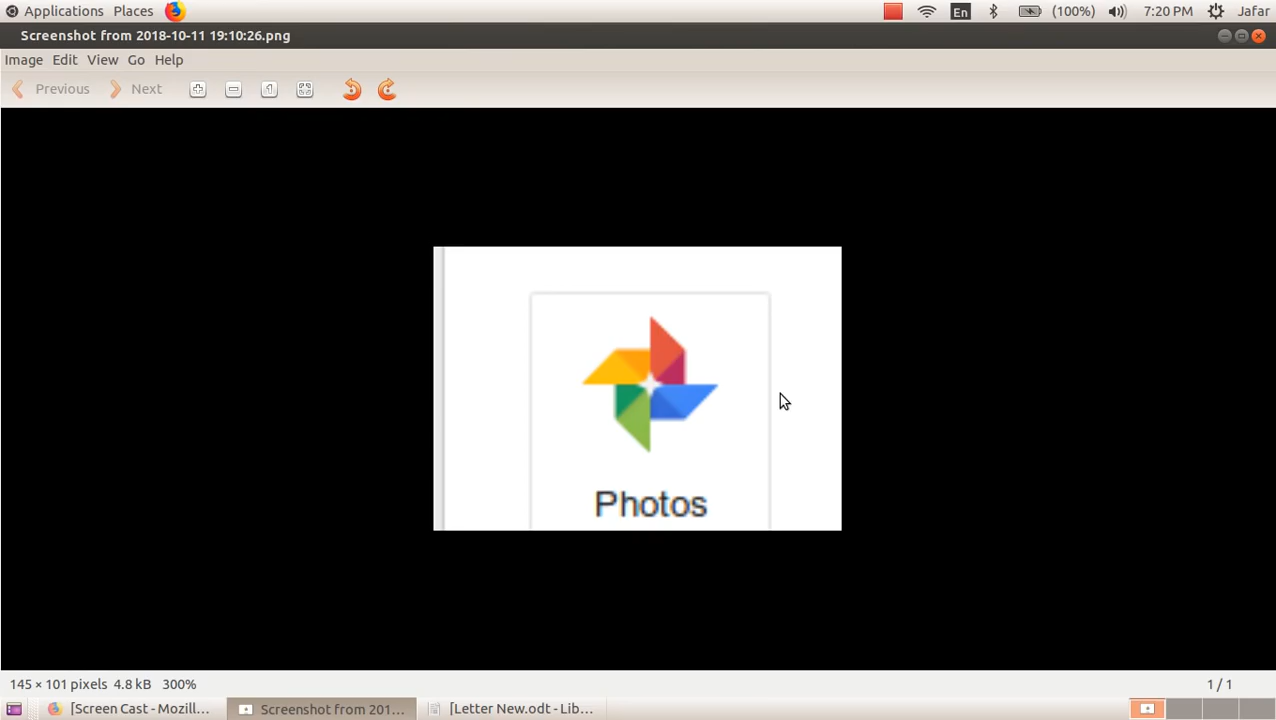 Applications Places En (100%) 7:20 PM Jafar
Screenshot from 2018-10-11 19:10:26.png
Image Edit View Go Help
Previous Next
Photos
145 × 101 pixels 4.8 kB 300% 1 / 1
[Screen Cast - Mozill... Screenshot from 201... [Letter New.odt - Lib...